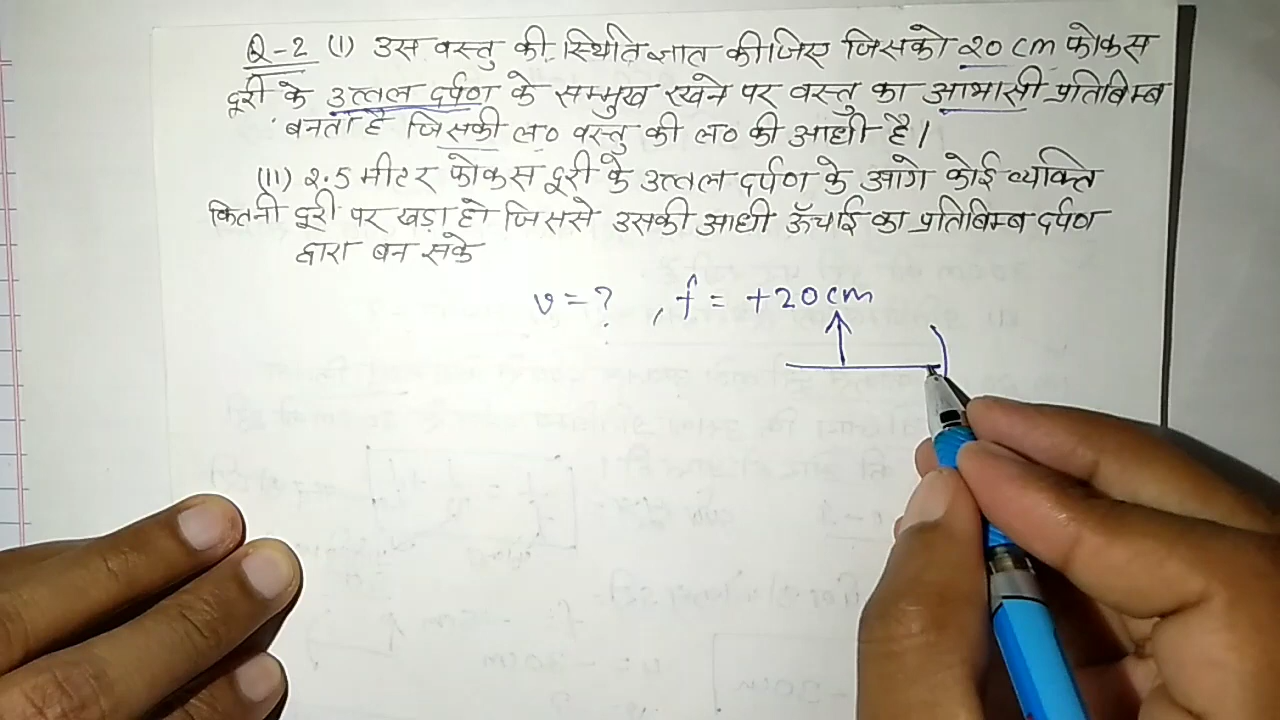 Q-2 (I) उस वस्तु की स्थिति ज्ञात कीजिए जिसको 20 cm फोकस
दूरी के उत्तल दर्पण के सम्मुख रखने पर वस्तु का आभासी प्रतिबिम्ब
बनता है जिसकी ल० वस्तु की ल० की आधी है।
(II) 2.5 मीटर फोकस दूरी के उत्तल दर्पण के आगे कोई व्यक्ति
कितनी दूरी पर खड़ा हो जिससे उसकी आधी ऊँचाई का प्रतिबिम्ब दर्पण
द्वारा बन सके
v = ? , f = +20cm